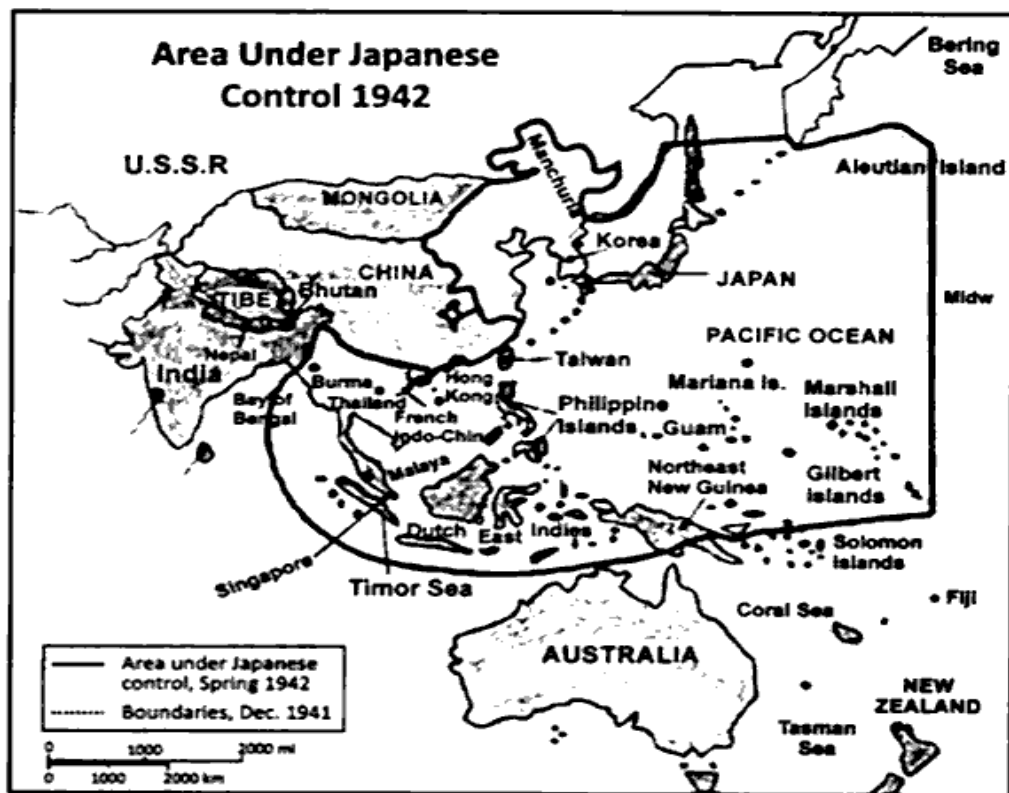 Area Under Japanese
Control 1942
Bering
Sea
U.S.S.R
Manchuria
Aleutian Island
MONGOLIA
Korea
CHINA
JAPAN
TIBE
Bhutan
Midw
PACIFIC OCEAN
Nepal
Taiwan
India
Burma
Hong
Kong
Mariana Is.
Marshall
Islands
Bay of
Bengal
Thailand
French
Indo-Chin
Philippine
Islands
Guam
Malaya
Northeast
New Guinea
Gilbert
islands
Dutch East Indies
Solomon
islands
Singapore
Timor Sea
Coral Sea
Fiji
AUSTRALIA
Area under Japanese
control, Spring 1942
Boundaries, Dec. 1941
NEW
ZEALAND
Tasman
Sea
0 1000 2000 mi
0 1000 2000 km